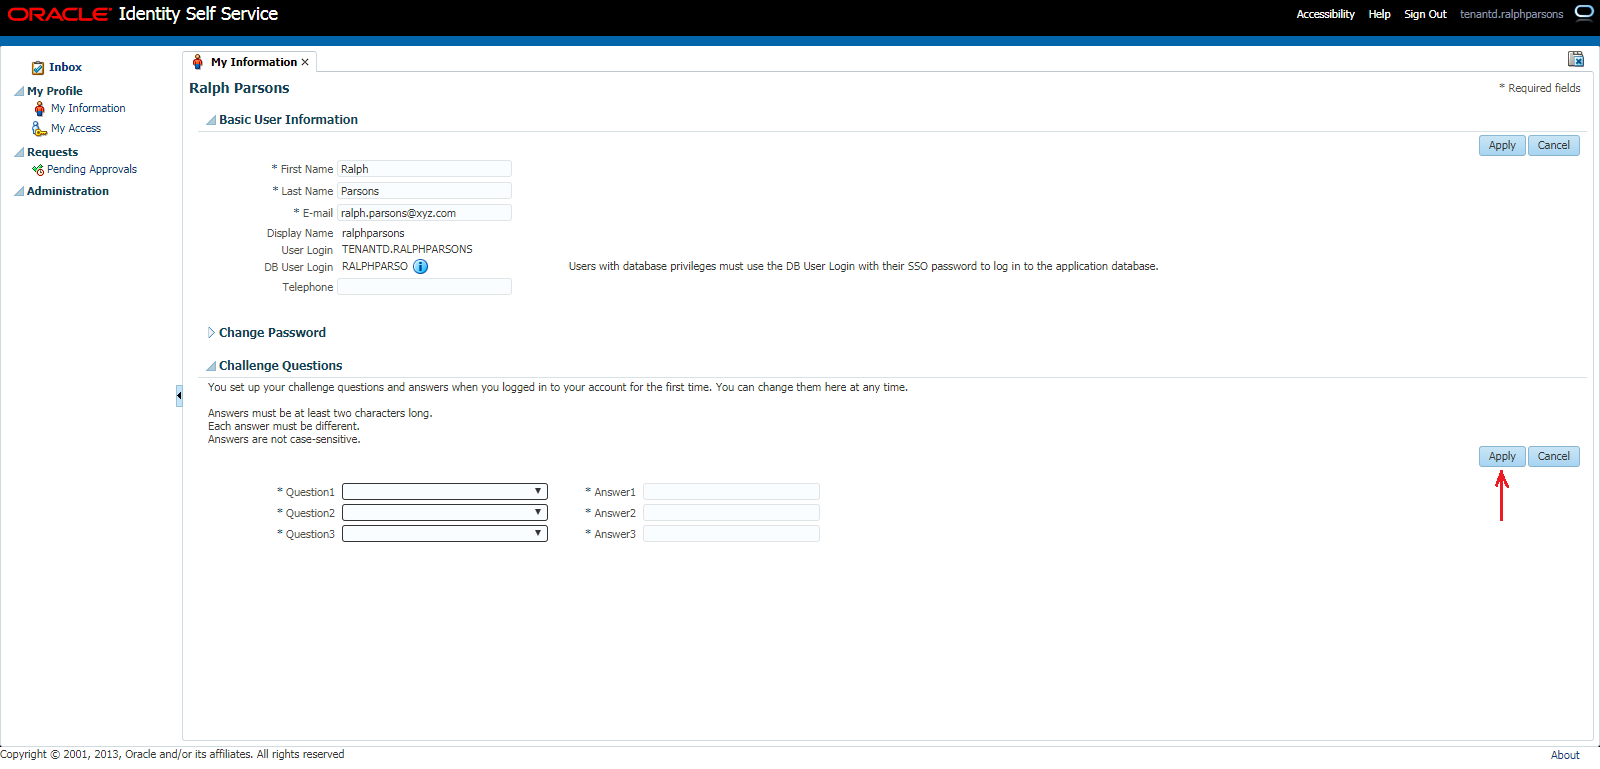 ORACLE Identity Self Service
Accessibility Help Sign Out tenantd.ralphparsons
Inbox
My Profile
My Information
My Access
Requests
Pending Approvals
Administration
My Information ×
Ralph Parsons
* Required fields
Basic User Information
Apply Cancel
* First Name Ralph
* Last Name Parsons
* E-mail ralph.parsons@xyz.com
Display Name ralphparsons
User Login TENANTD.RALPHPARSONS
DB User Login RALPHPARSO i Users with database privileges must use the DB User Login with their SSO password to log in to the application database.
Telephone
Change Password
Challenge Questions
You set up your challenge questions and answers when you logged in to your account for the first time. You can change them here at any time.
Answers must be at least two characters long.
Each answer must be different.
Answers are not case-sensitive.
Apply Cancel
* Question1 * Answer1
* Question2 * Answer2
* Question3 * Answer3
Copyright © 2001, 2013, Oracle and/or its affiliates. All rights reserved
About